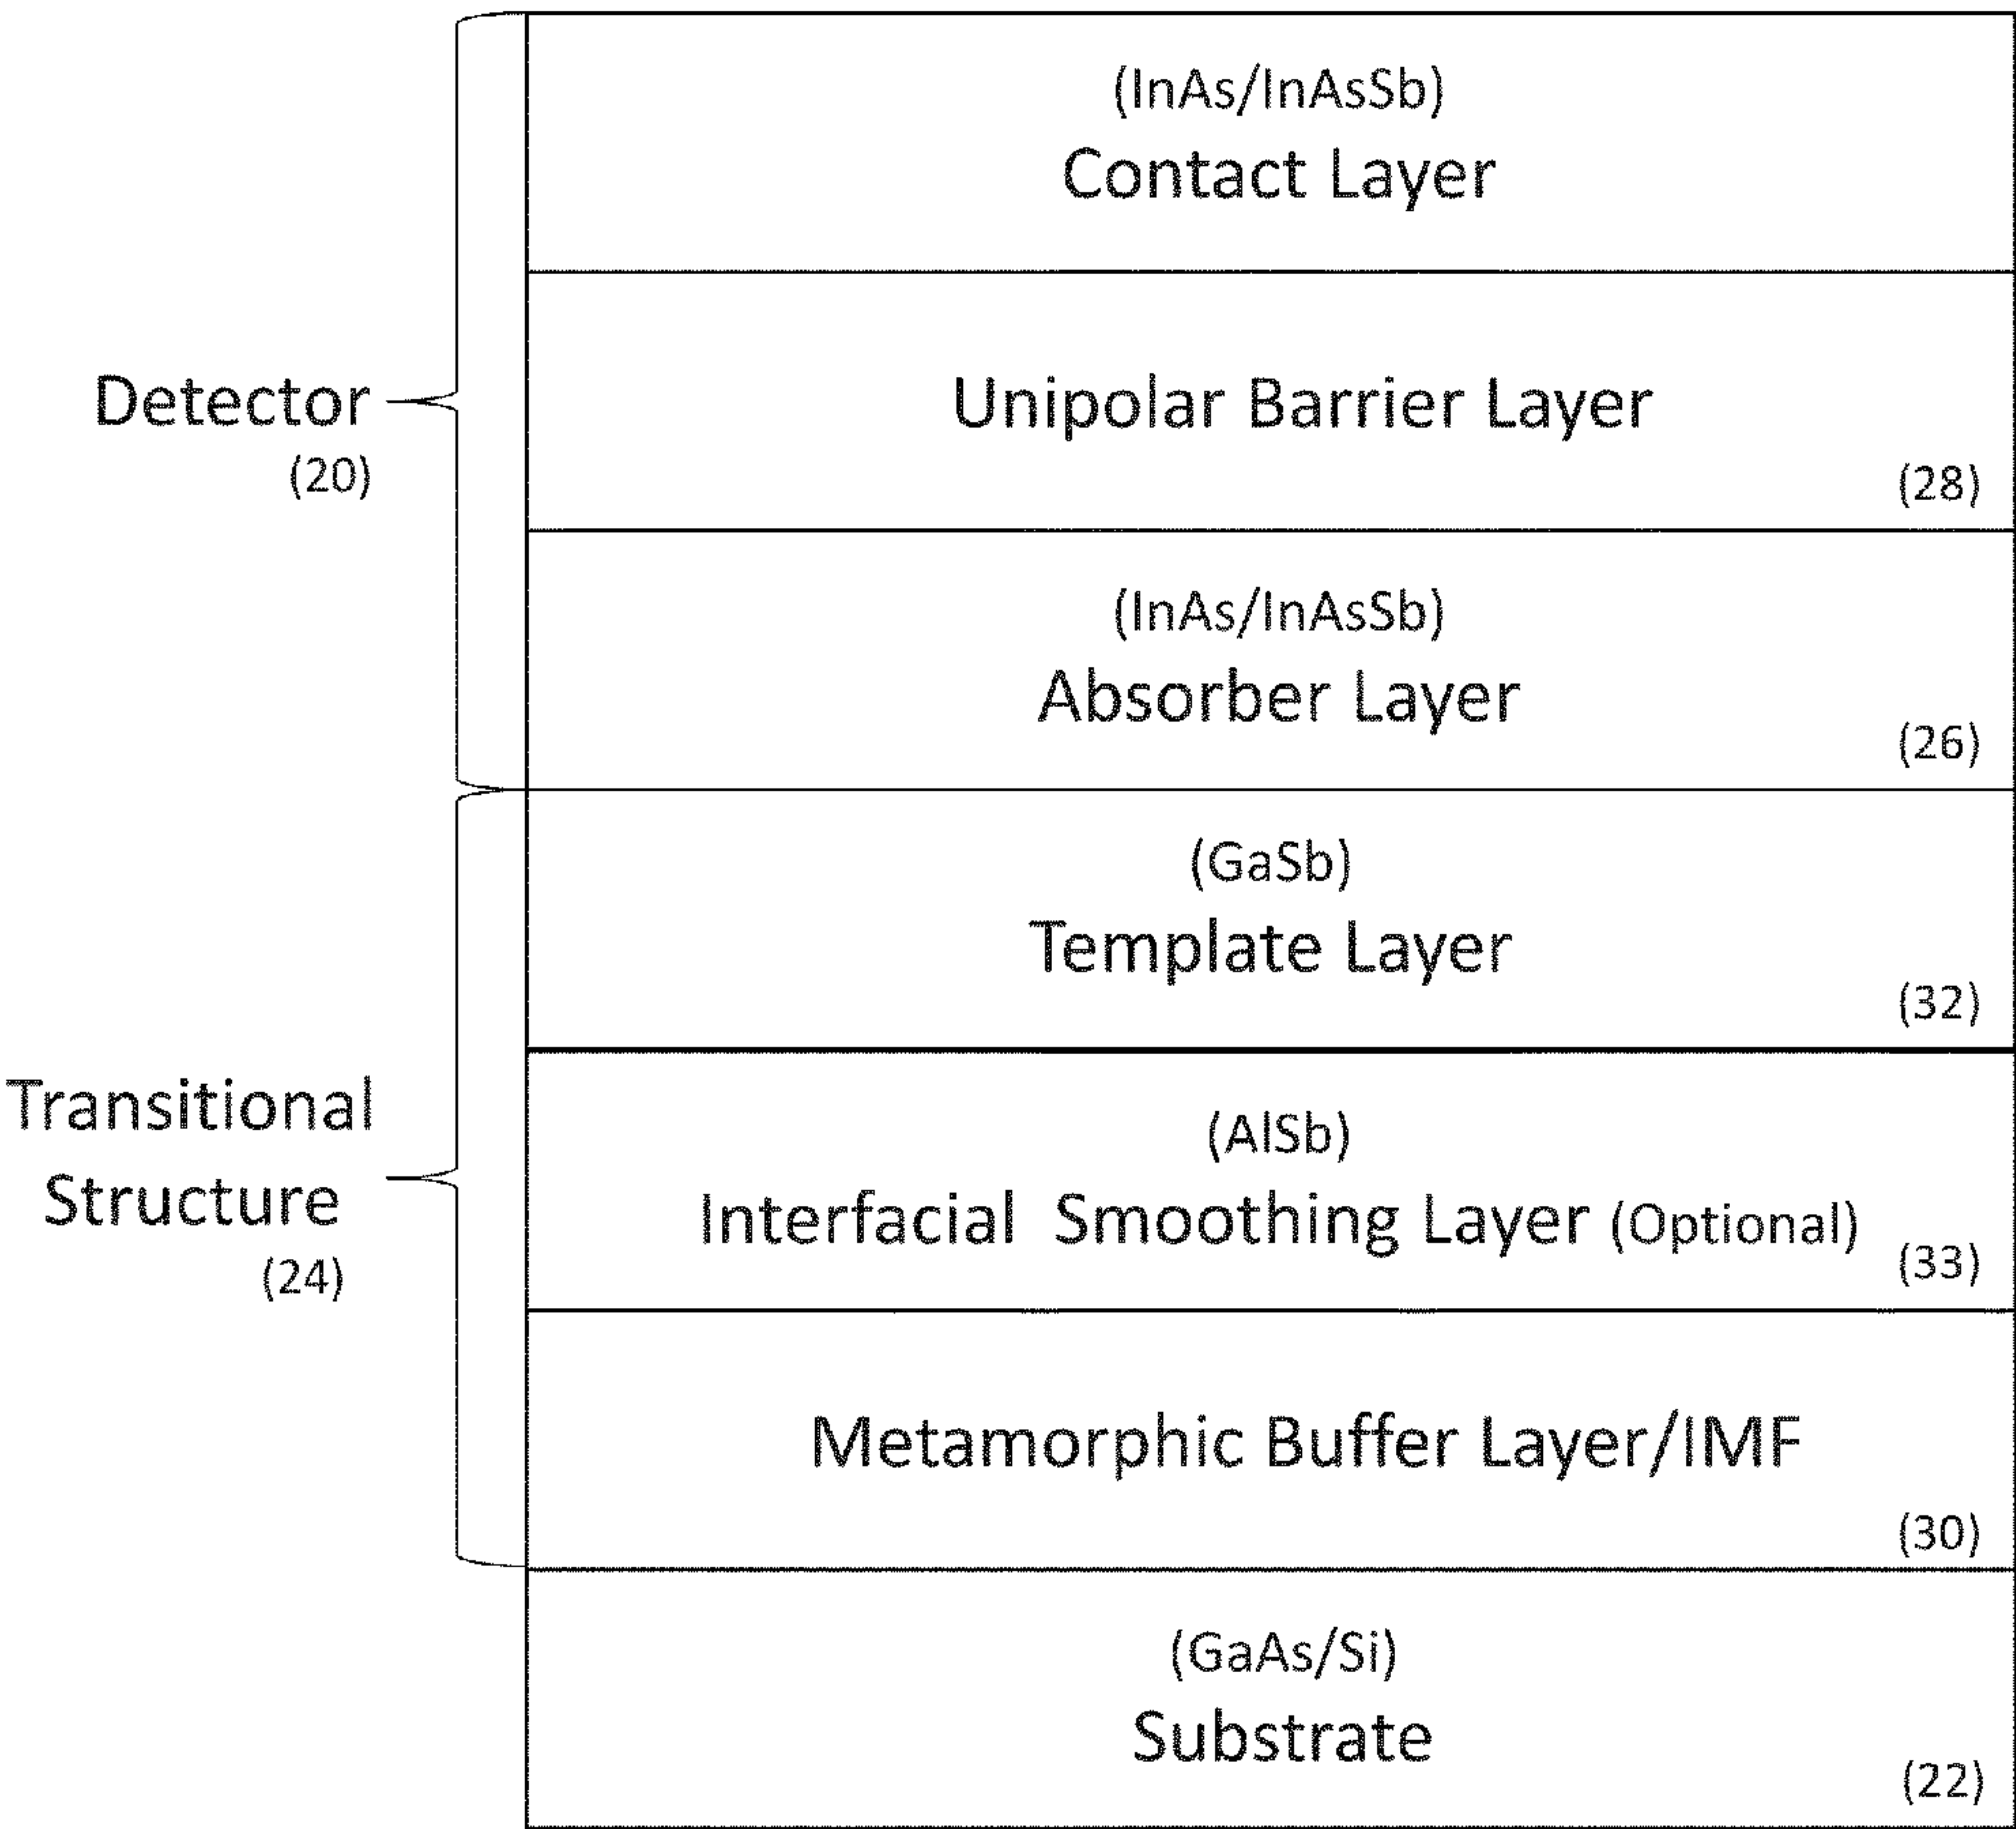 (InAs/InAsSb)
Contact Layer
Detector
(20)
Unipolar Barrier Layer
(28)
(InAs/InAsSb)
Absorber Layer
(26)
(GaSb)
Template Layer
(32)
Transitional
Structure
(24)
(AlSb)
Interfacial Smoothing Layer (Optional)
(33)
Metamorphic Buffer Layer/IMF
(30)
(GaAs/Si)
Substrate
(22)